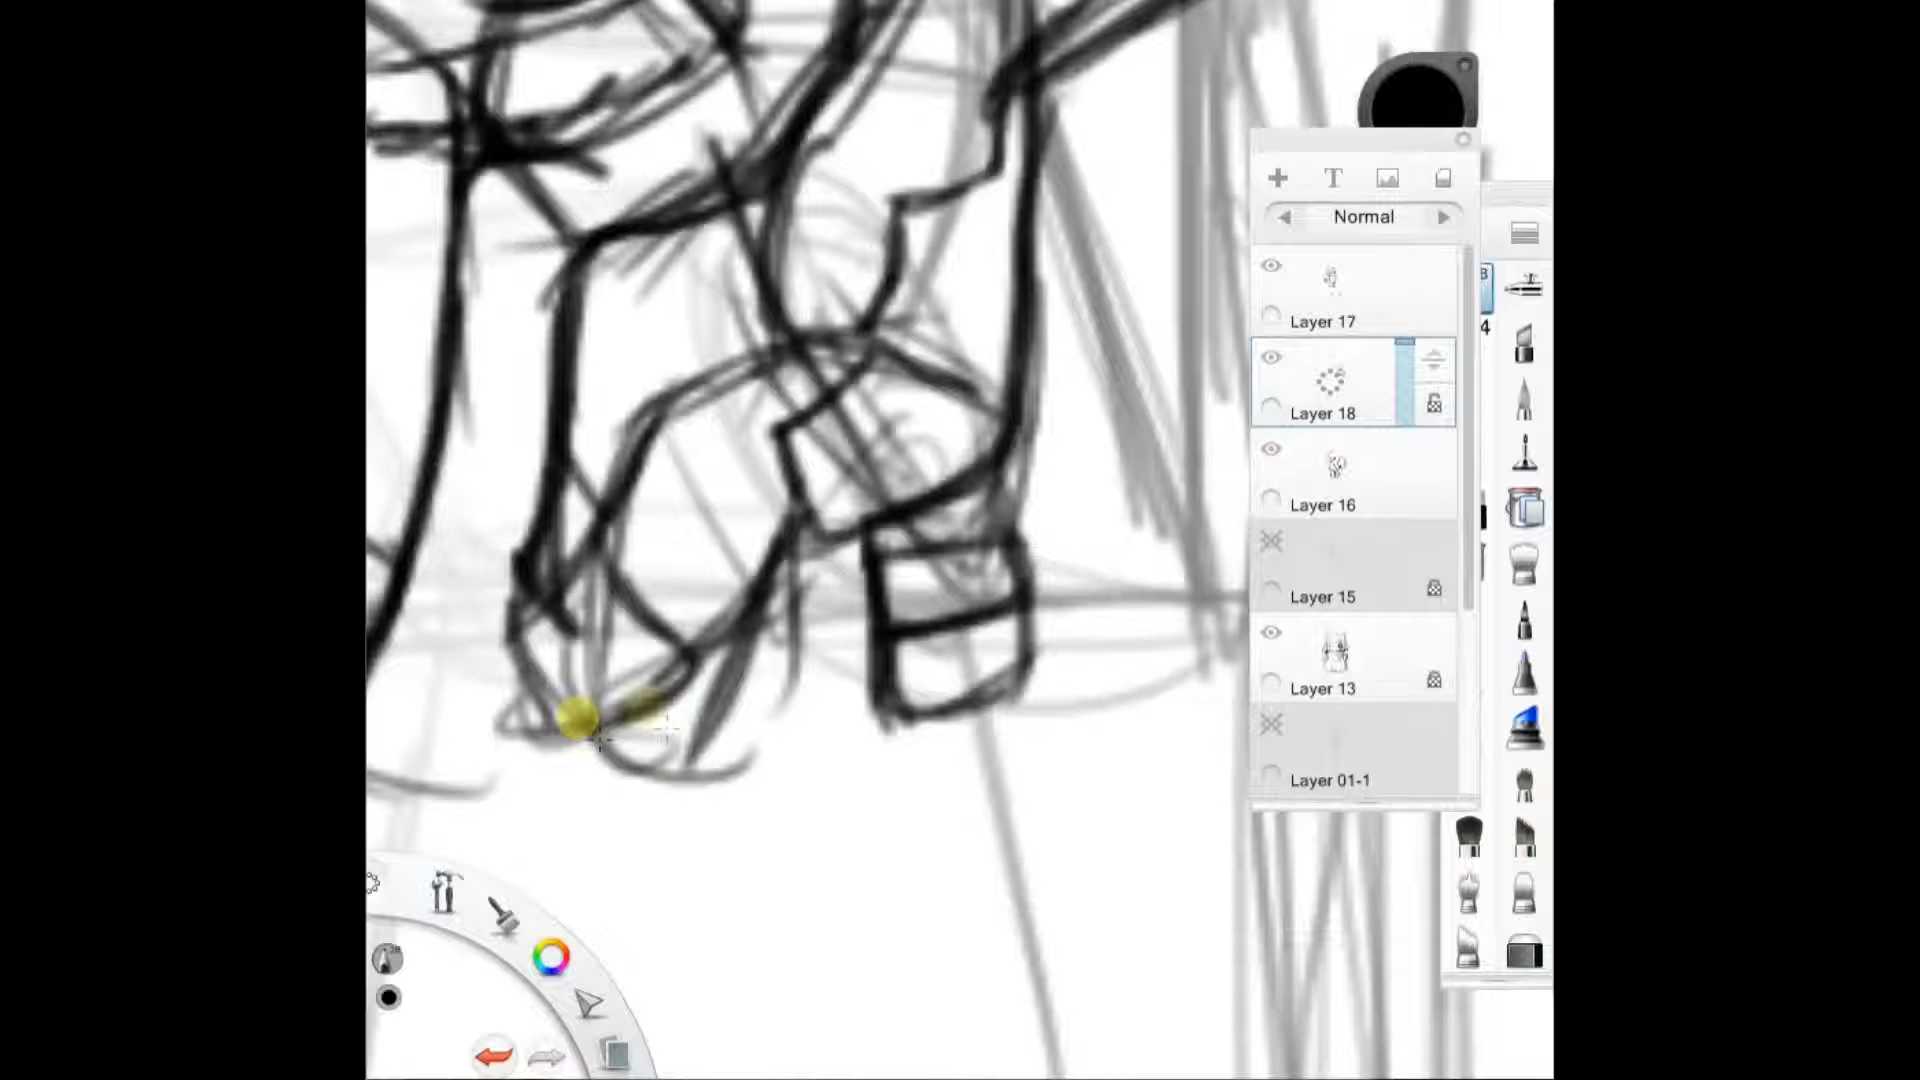 T
Normal
Layer 17
Layer 18
Layer 16
Layer 15
Layer 13
Layer 01-1